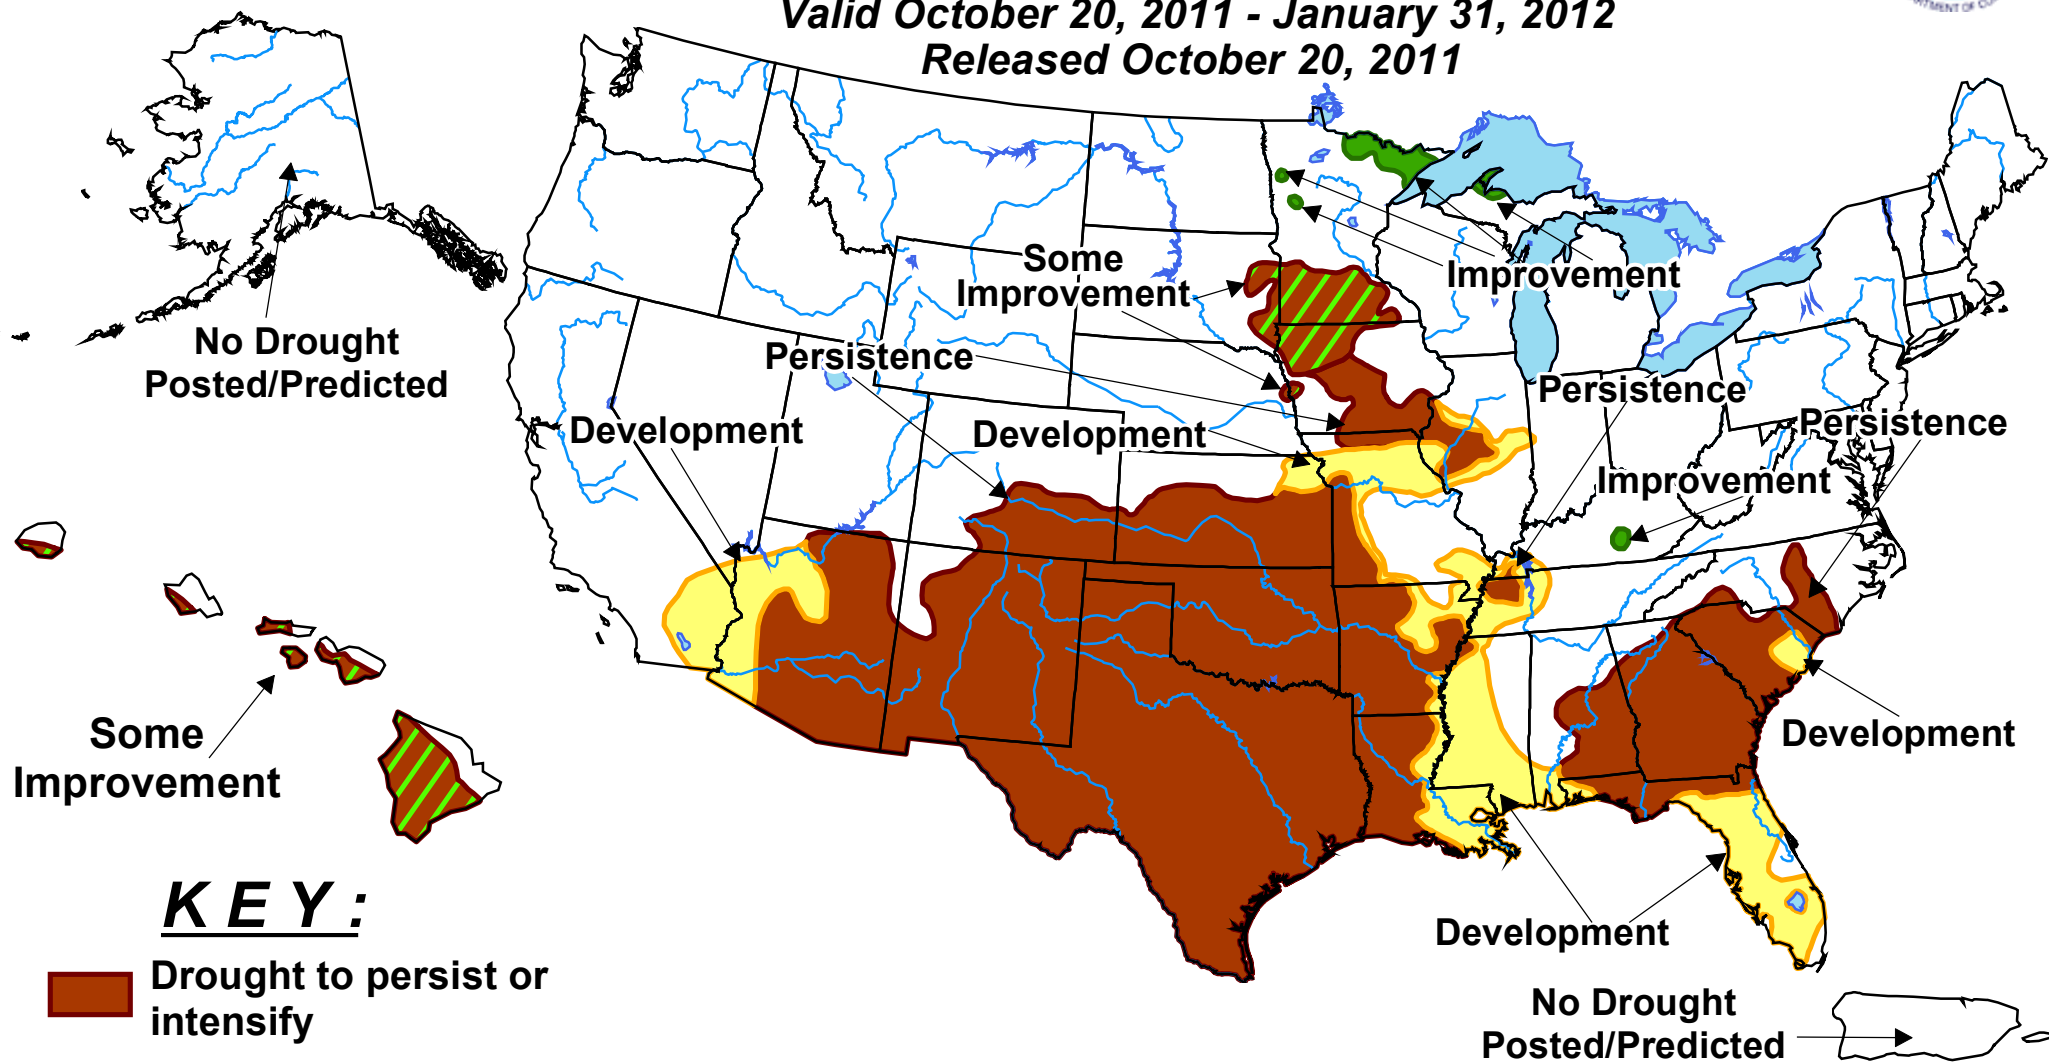 Valid October 20, 2011 - January 31, 2012
Released October 20, 2011
No Drought
Posted/Predicted
Some
Improvement
Improvement
Persistence
Persistence
Development
Development
Persistence
Improvement
Some
Improvement
Development
Development
No Drought
Posted/Predicted
KEY:
Drought to persist or
intensify